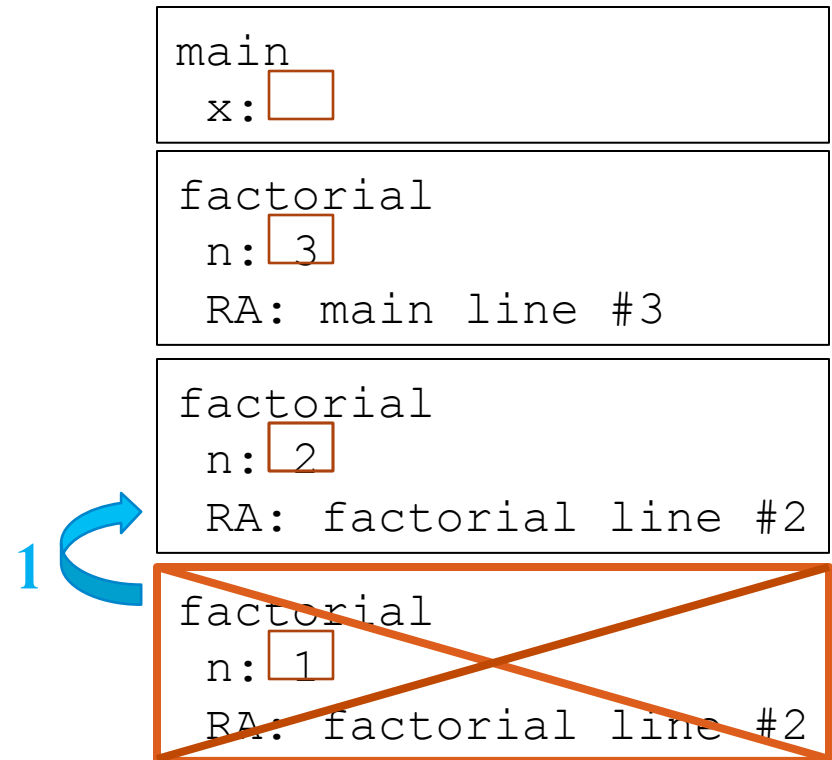 main
x:
factorial
n: 3
RA: main line #3
factorial
n: 2
RA: factorial line #2
1
factorial
n: 1
RA: factorial line #2